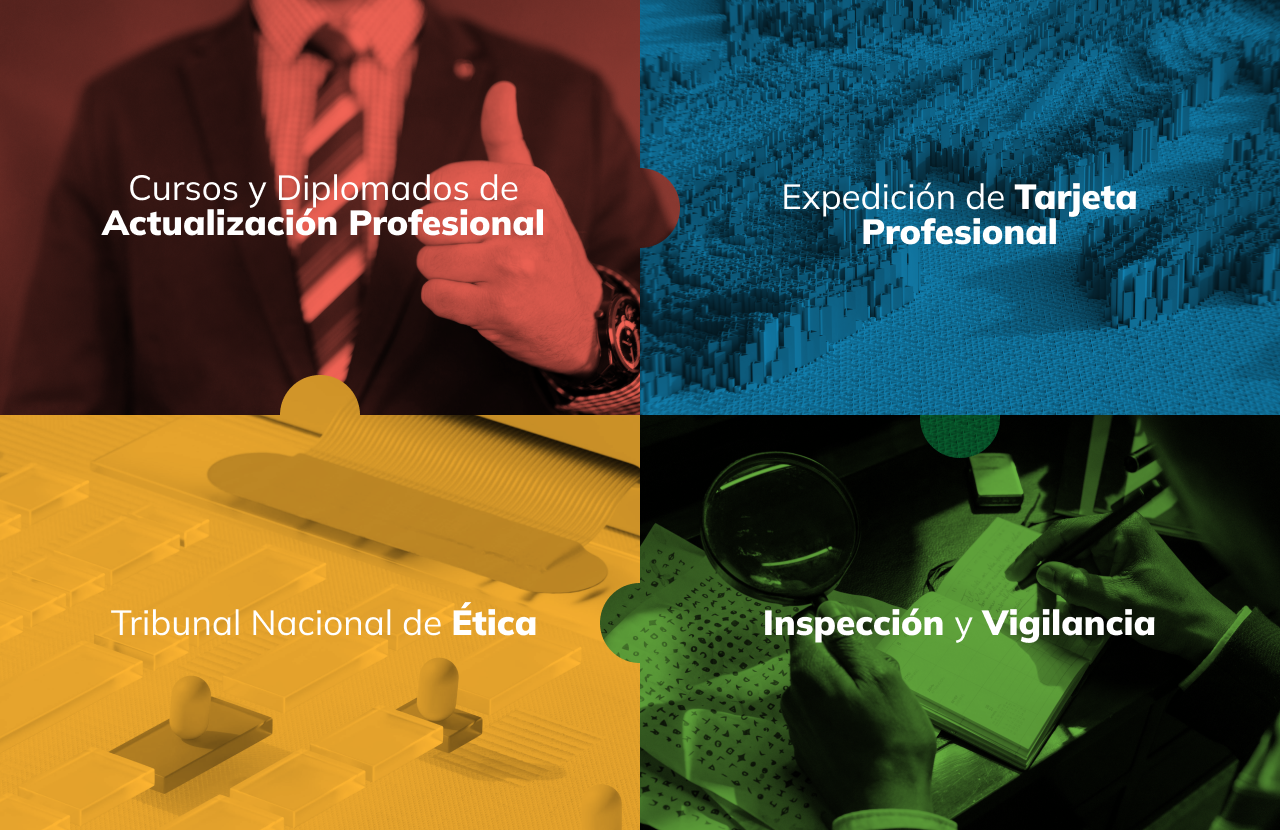 Cursos y Diplomados de
Actualización Profesional
Expedición de Tarjeta
Profesional
Tribunal Nacional de Ética
Inspección y Vigilancia